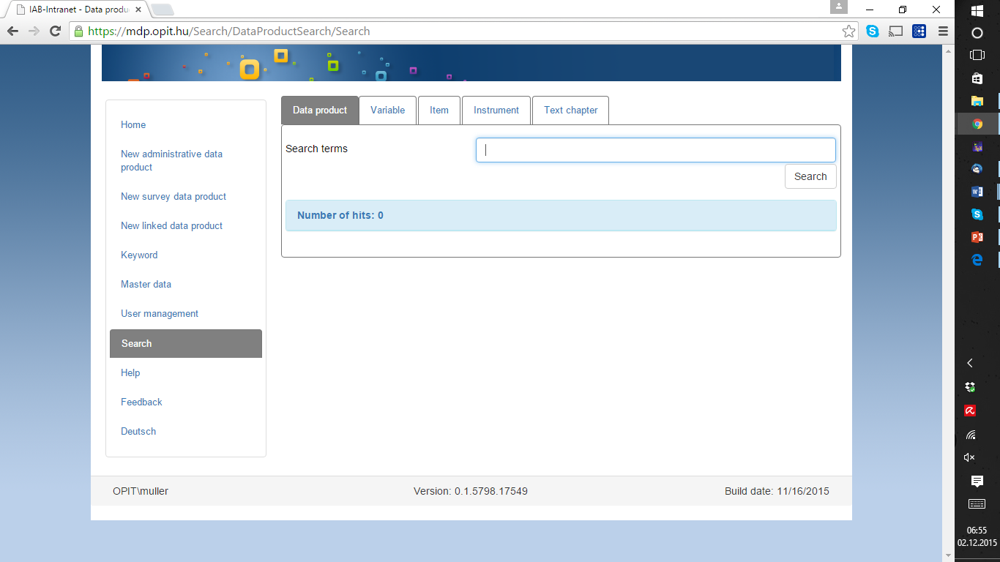 IAB-Intranet - Data produ
https://mdp.opit.hu/Search/DataProductSearch/Search
Home
New administrative data
product
New survey data product
New linked data product
Keyword
Master data
User management
Search
Help
Feedback
Deutsch
Data product Variable Item Instrument Text chapter
Search terms
Search
Number of hits: 0
OPIT\muller Version: 0.1.5798.17549 Build date: 11/16/2015
06:55
02.12.2015